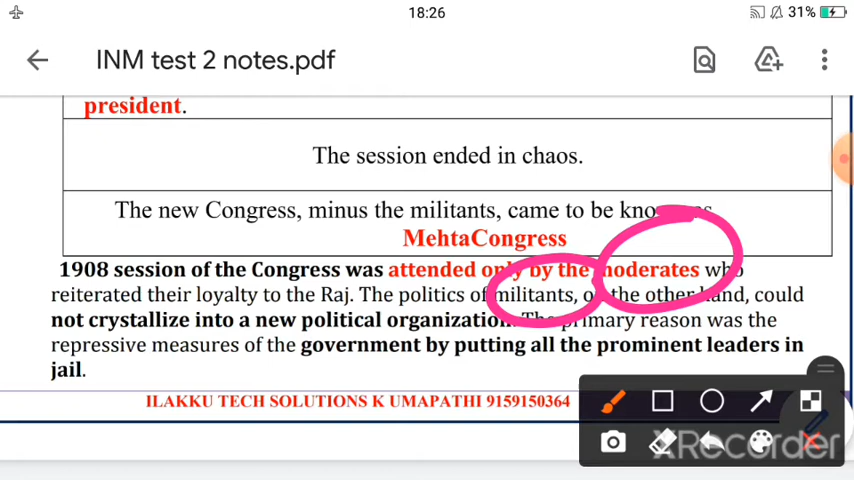 18:26
31%
INM test 2 notes.pdf
president.
The session ended in chaos.
The new Congress, minus the militants, came to be known as
MehtaCongress
1908 session of the Congress was attended only by the moderates who
reiterated their loyalty to the Raj. The politics of militants, on the other hand, could
not crystallize into a new political organization. The primary reason was the
repressive measures of the government by putting all the prominent leaders in
jail.
ILAKKU TECH SOLUTIONS K UMAPATHI 9159150364
XRecorder